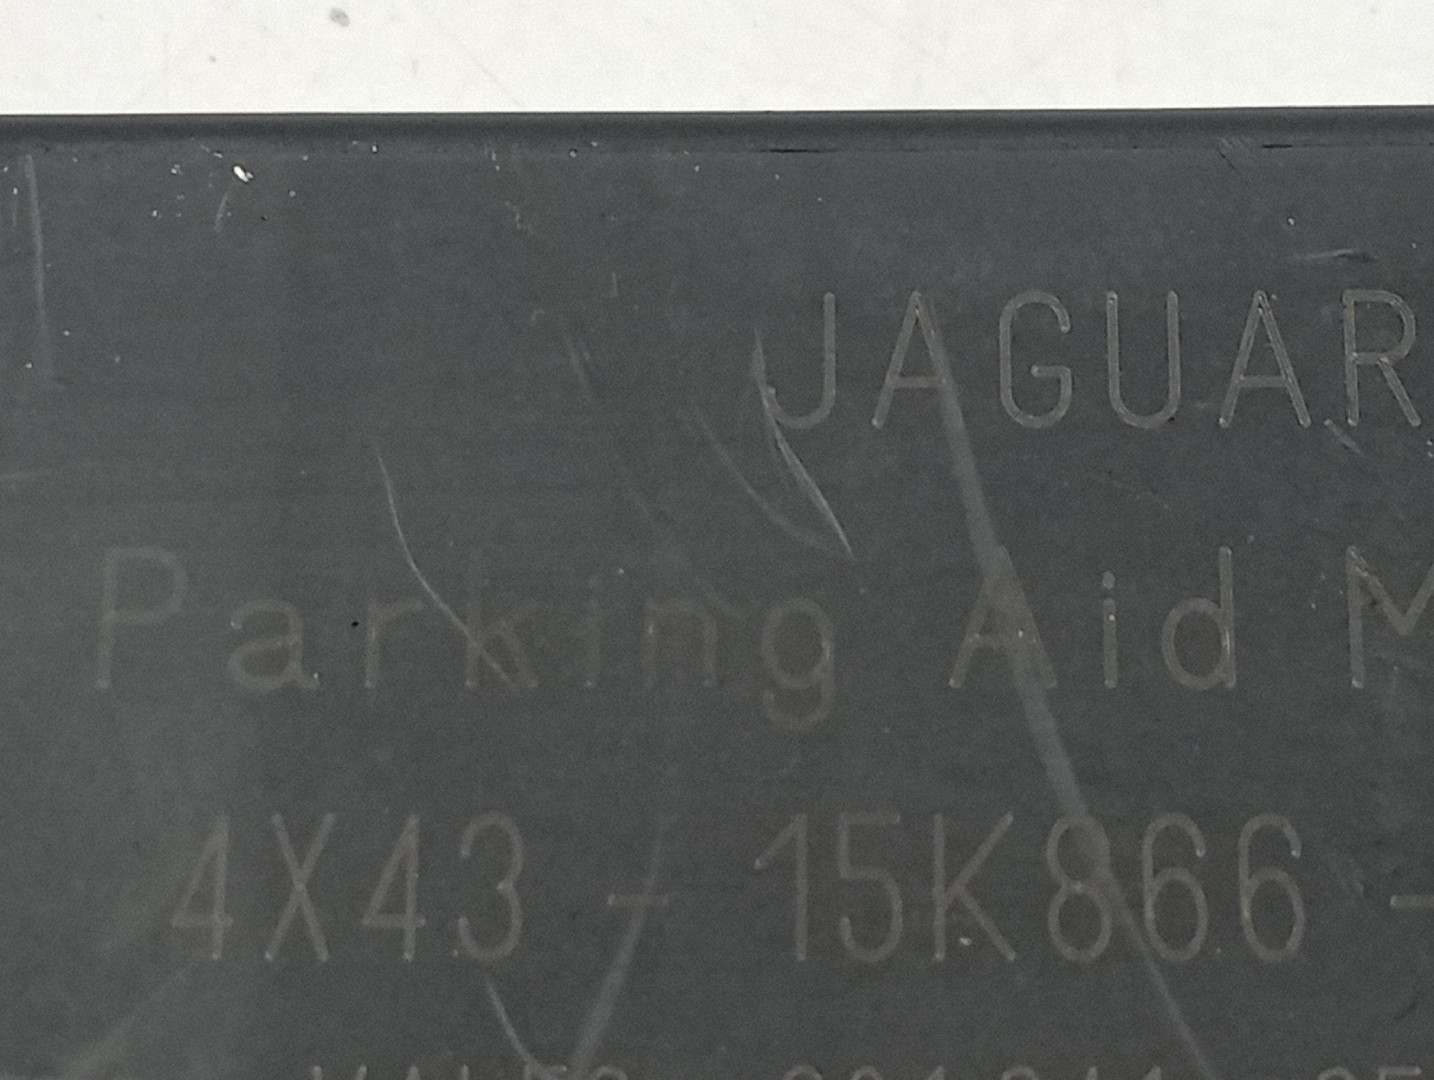 JAGUAR
Parking Aid M
4X43 - 15K866 -